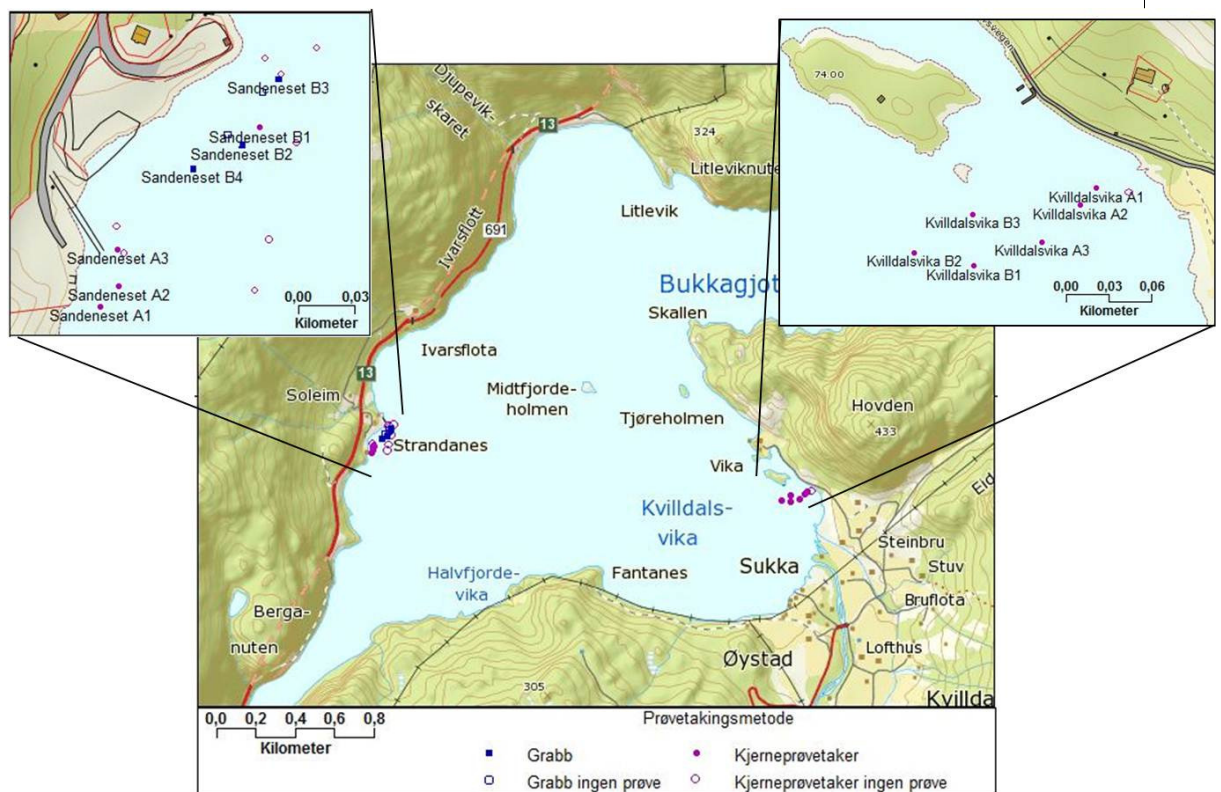 Sandeneset B3
Sandeneset B1
Sandeneset B2
Sandeneset B4
Sandeneset A3
Sandeneset A2
Sandeneset A1
0,00 0,03
Kilometer
74.00
Kvilldalsvika A1
Kvilldalsvika A2
Kvilldalsvika B3
Kvilldalsvika A3
Kvilldalsvika B2
Kvilldalsvika B1
0,00 0,03 0,06
Kilometer
Djupevik-
skaret
13
324
Litleviknute
Litlevik
691
Ivarsflott
Bukkagjot
Skallen
Ivarsflota
13
Midtfjorde-
holmen
Soleim
Tjøreholmen
Hovden
433
Strandanes
Vika
Eid
Kvilldals-
vika
Steinbru
Sukka
Stuv
Halvfjorde-
vika
Fantanes
Bruflota
Berga-
nuten
Lofthus
Øystad
305
Kvillda
0,0 0,2 0,4 0,6 0,8
Kilometer
Prøvetakingsmetode
Grabb
Kjerneprøvetaker
Grabb ingen prøve
Kjerneprøvetaker ingen prøve